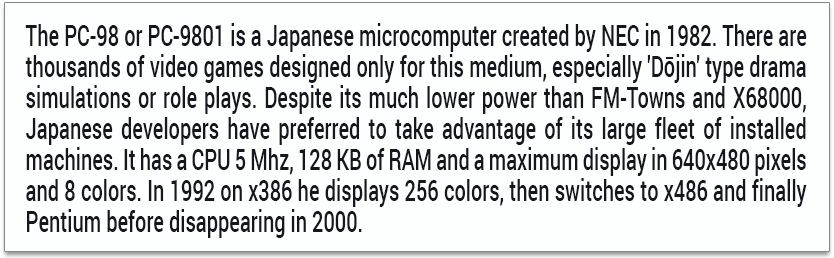 The PC-98 or PC-9801 is a Japanese microcomputer created by NEC in 1982. There are
thousands of video games designed only for this medium, especially 'Dōjin' type drama
simulations or role plays. Despite its much lower power than FM-Towns and X68000,
Japanese developers have preferred to take advantage of its large fleet of installed
machines. It has a CPU 5 Mhz, 128 KB of RAM and a maximum display in 640x480 pixels
and 8 colors. In 1992 on x386 he displays 256 colors, then switches to x486 and finally
Pentium before disappearing in 2000.